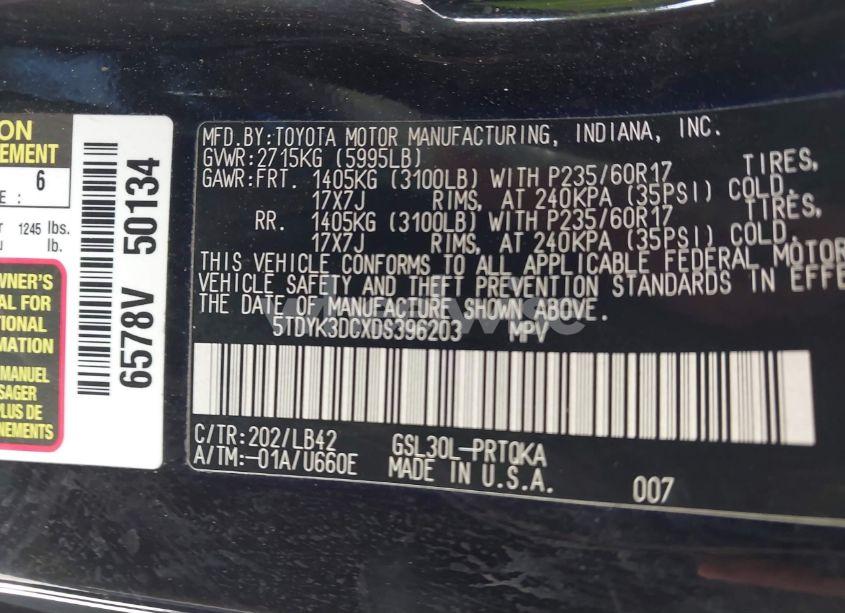 ON
EMENT
E : 6
r 1245 lbs.
u lb.
WNER'S
AL FOR
TIONAL
MATION
MANUEL
SAGER
PLUS DE
NEMENTS
6578V 50134
MFD.BY:TOYOTA MOTOR MANUFACTURING, INDIANA, INC.
GVWR:2715KG (5995LB)
GAWR:FRT. 1405KG (3100LB) WITH P235/60R17 TIRES,
17X7J RIMS, AT 240KPA (35PSI) COLD.
RR. 1405KG (3100LB) WITH P235/60R17 TIRES,
17X7J RIMS, AT 240KPA (35PSI) COLD.
THIS VEHICLE CONFORMS TO ALL APPLICABLE FEDERAL MOTOR
VEHICLE SAFETY AND THEFT PREVENTION STANDARDS IN EFFE
THE DATE OF MANUFACTURE SHOWN ABOVE.
5TDYK3DCXDS396203 MPV
C/TR:202/LB42 GSL30L-PRTQKA
A/TM:-01A/U660E MADE IN U.S.A.
007